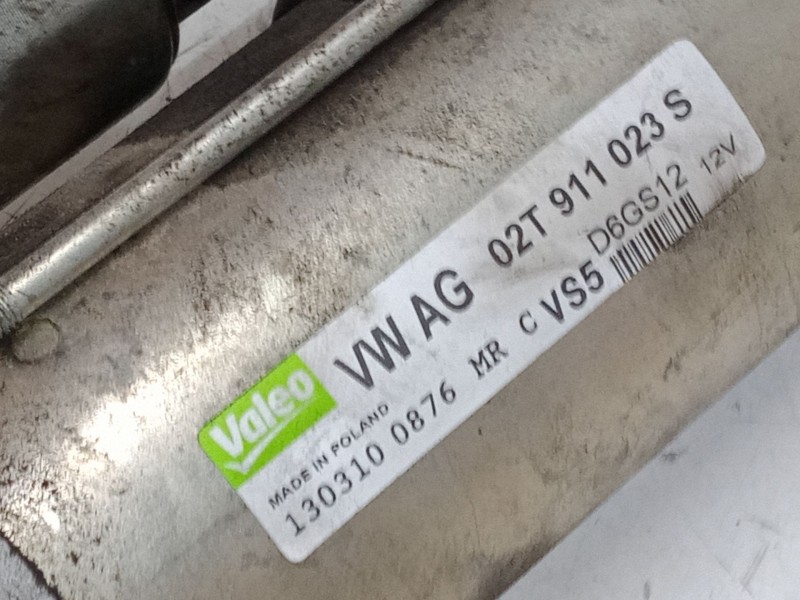 Valeo
VW AG 02T 911 023 S
D6GS12 12V
MADE IN POLAND
130310 0876 MR C VS5